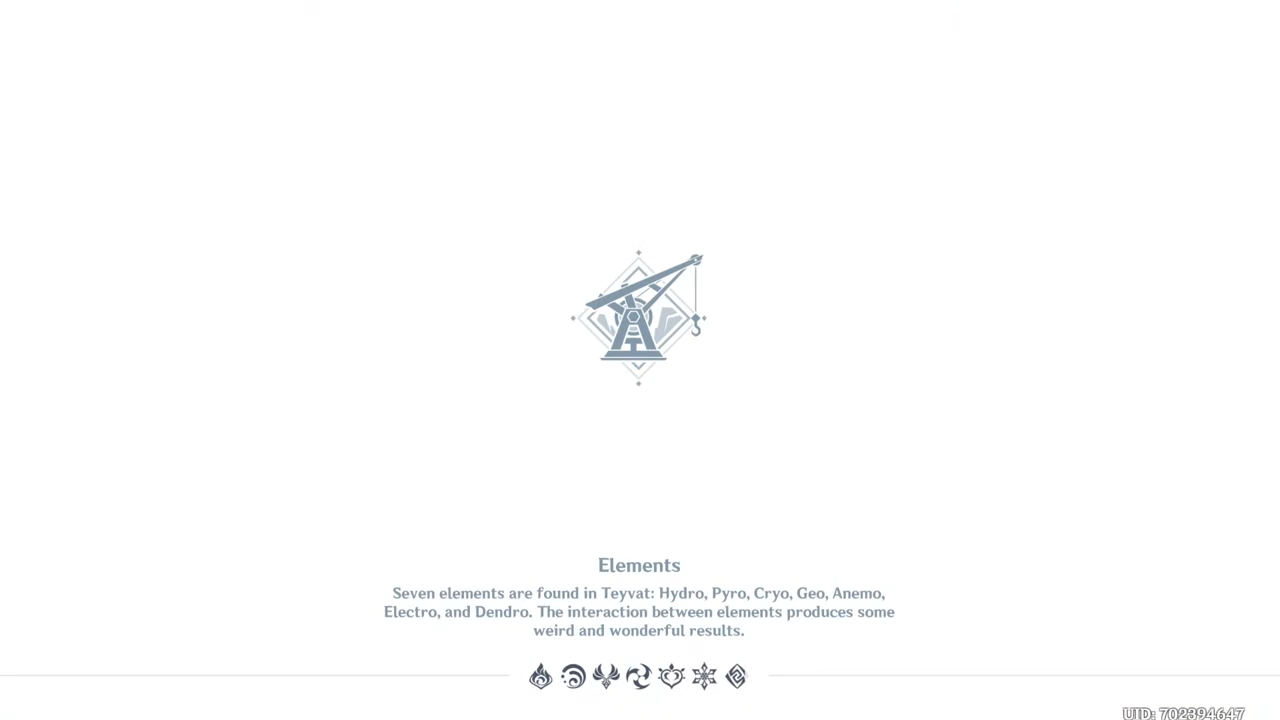 Elements
Seven elements are found in Teyvat: Hydro, Pyro, Cryo, Geo, Anemo,
Electro, and Dendro. The interaction between elements produces some
weird and wonderful results.
UID: 702394647